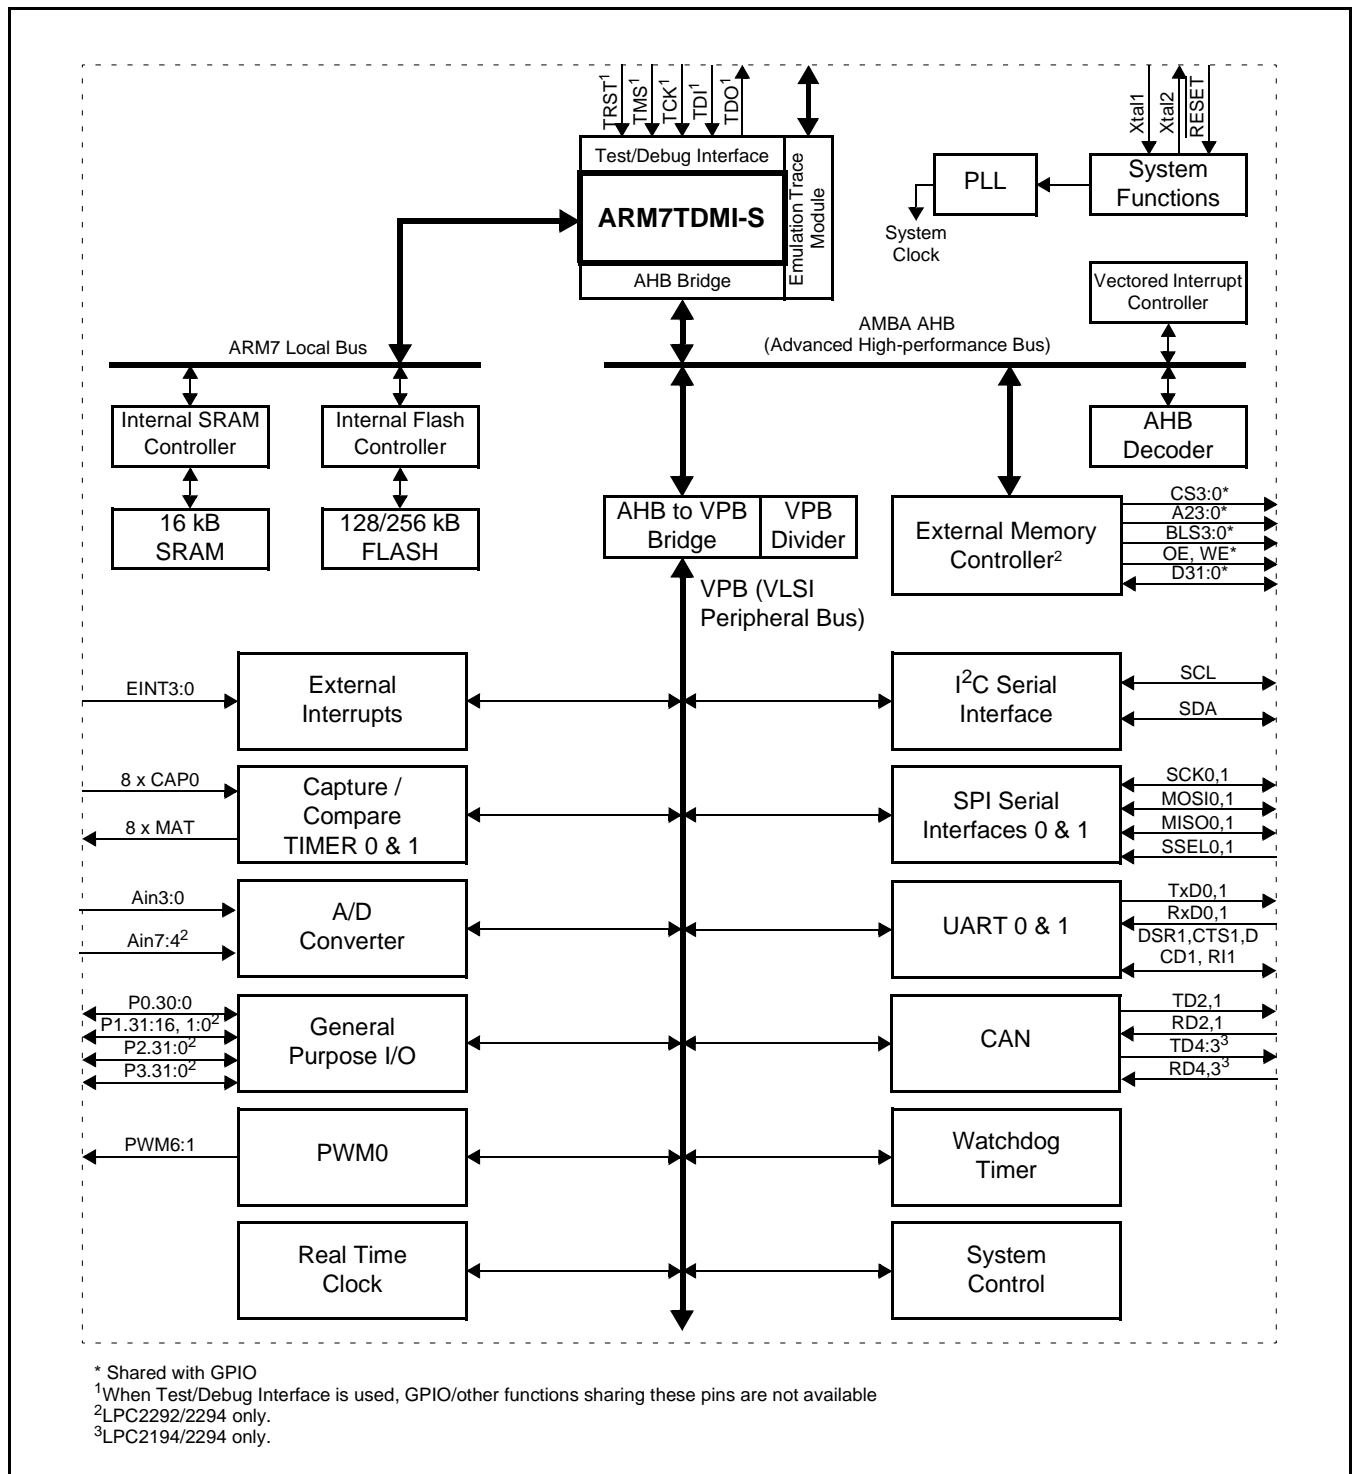 TRST1
TMS1
TCK1
TDI1
TDO1
Xtal1
Xtal2
RESET
Test/Debug Interface
ARM7TDMI-S
AHB Bridge
Emulation Trace
Module
PLL
System
Functions
System
Clock
Vectored Interrupt
Controller
AMBA AHB
(Advanced High-performance Bus)
ARM7 Local Bus
Internal SRAM
Controller
Internal Flash
Controller
AHB
Decoder
16 kB
SRAM
128/256 kB
FLASH
AHB to VPB
Bridge
VPB
Divider
External Memory
Controller2
CS3:0*
A23:0*
BLS3:0*
OE, WE*
D31:0*
VPB (VLSI
Peripheral Bus)
EINT3:0
External
Interrupts
I2C Serial
Interface
SCL
SDA
8 x CAP0
8 x MAT
Capture /
Compare
TIMER 0 & 1
SPI Serial
Interfaces 0 & 1
SCK0,1
MOSI0,1
MISO0,1
SSEL0,1
Ain3:0
Ain7:42
A/D
Converter
UART 0 & 1
TxD0,1
RxD0,1
DSR1,CTS1,D
CD1, RI1
P0.30:0
P1.31:16, 1:02
P2.31:02
P3.31:02
General
Purpose I/O
CAN
TD2,1
RD2,1
TD4:33
RD4,33
PWM6:1
PWM0
Watchdog
Timer
Real Time
Clock
System
Control
* Shared with GPIO
1When Test/Debug Interface is used, GPIO/other functions sharing these pins are not available
2LPC2292/2294 only.
3LPC2194/2294 only.